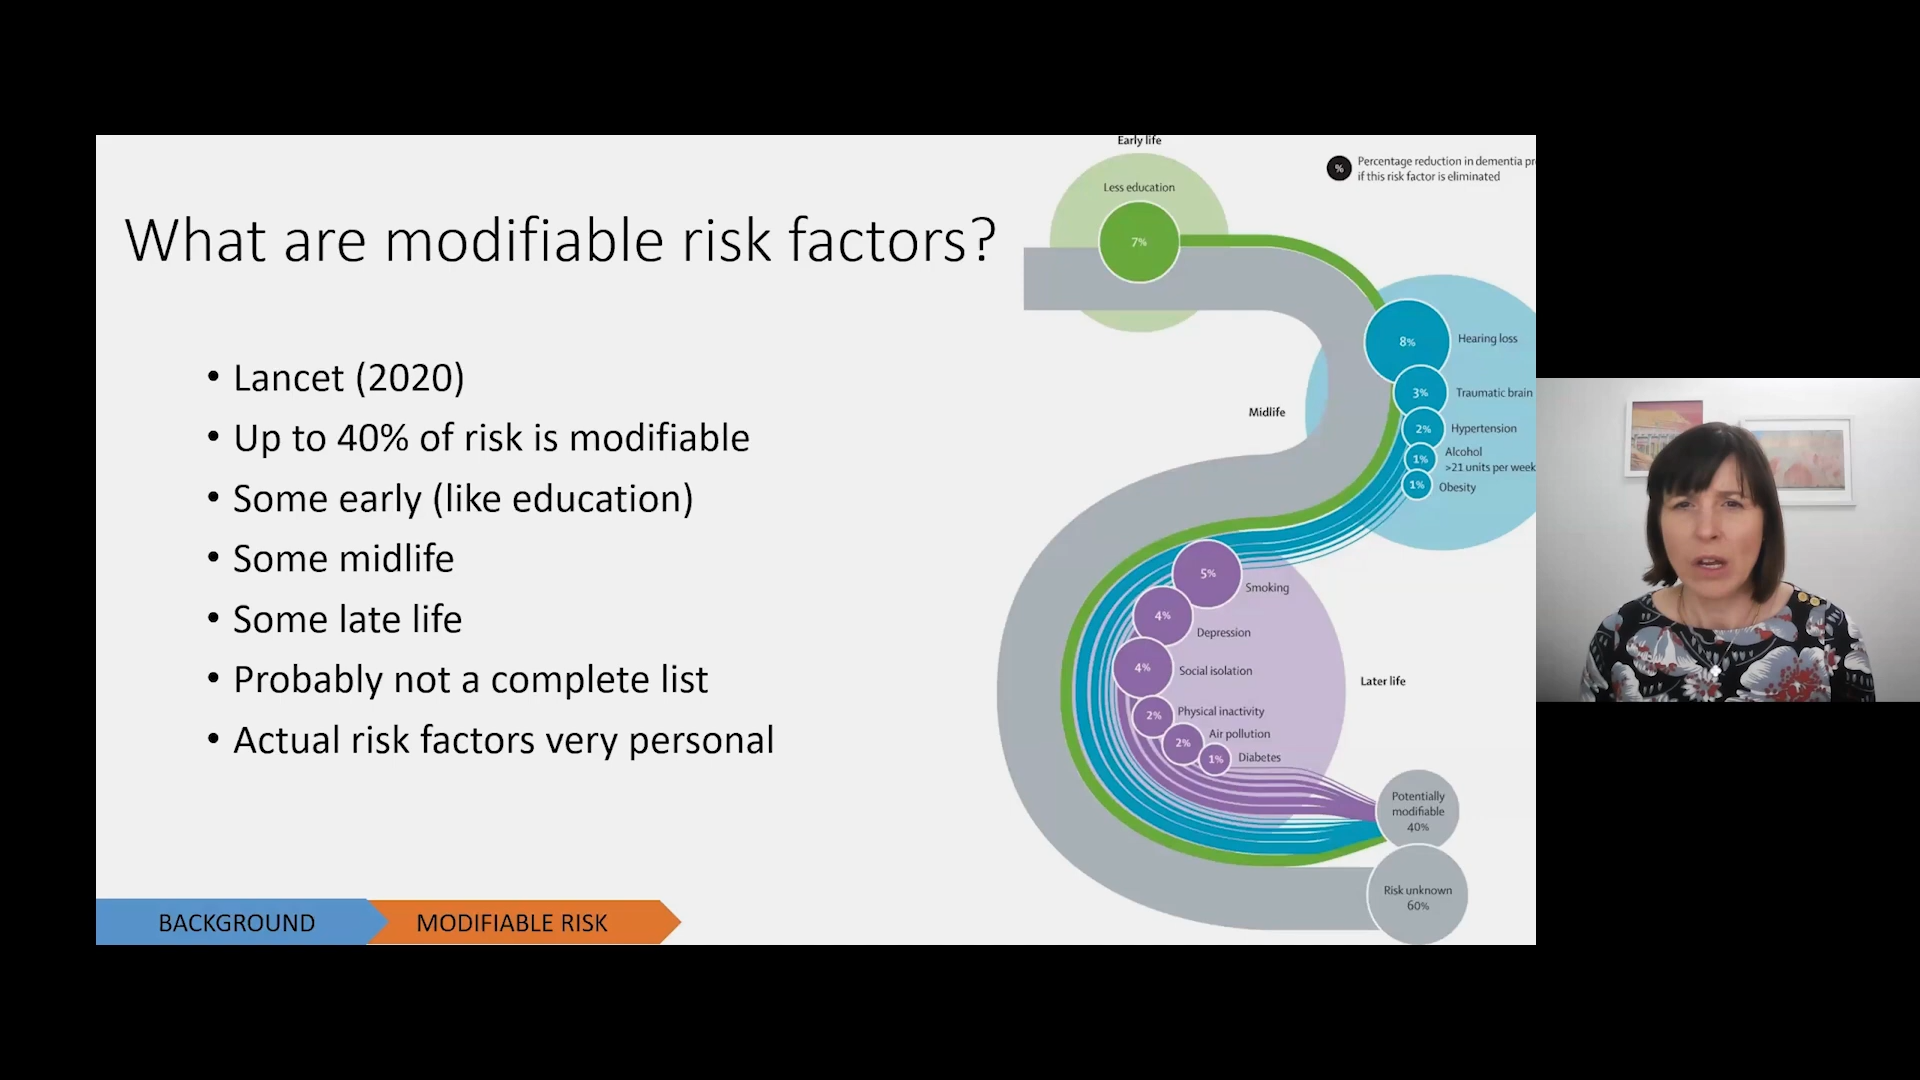 What are modifiable risk factors?
• Lancet (2020)
• Up to 40% of risk is modifiable
• Some early (like education)
• Some midlife
• Some late life
• Probably not a complete list
• Actual risk factors very personal
BACKGROUND
MODIFIABLE RISK
Early life
Less education
7%
%
Percentage reduction in dementia
if this risk factor is eliminated
Midlife
8%
Hearing loss
3%
Traumatic brain
2%
Hypertension
1%
Alcohol
>21 units per week
1%
Obesity
5%
Smoking
4%
Depression
4%
Social isolation
Later life
2%
Physical inactivity
2%
Air pollution
1%
Diabetes
Potentially
modifiable
40%
Risk unknown
60%